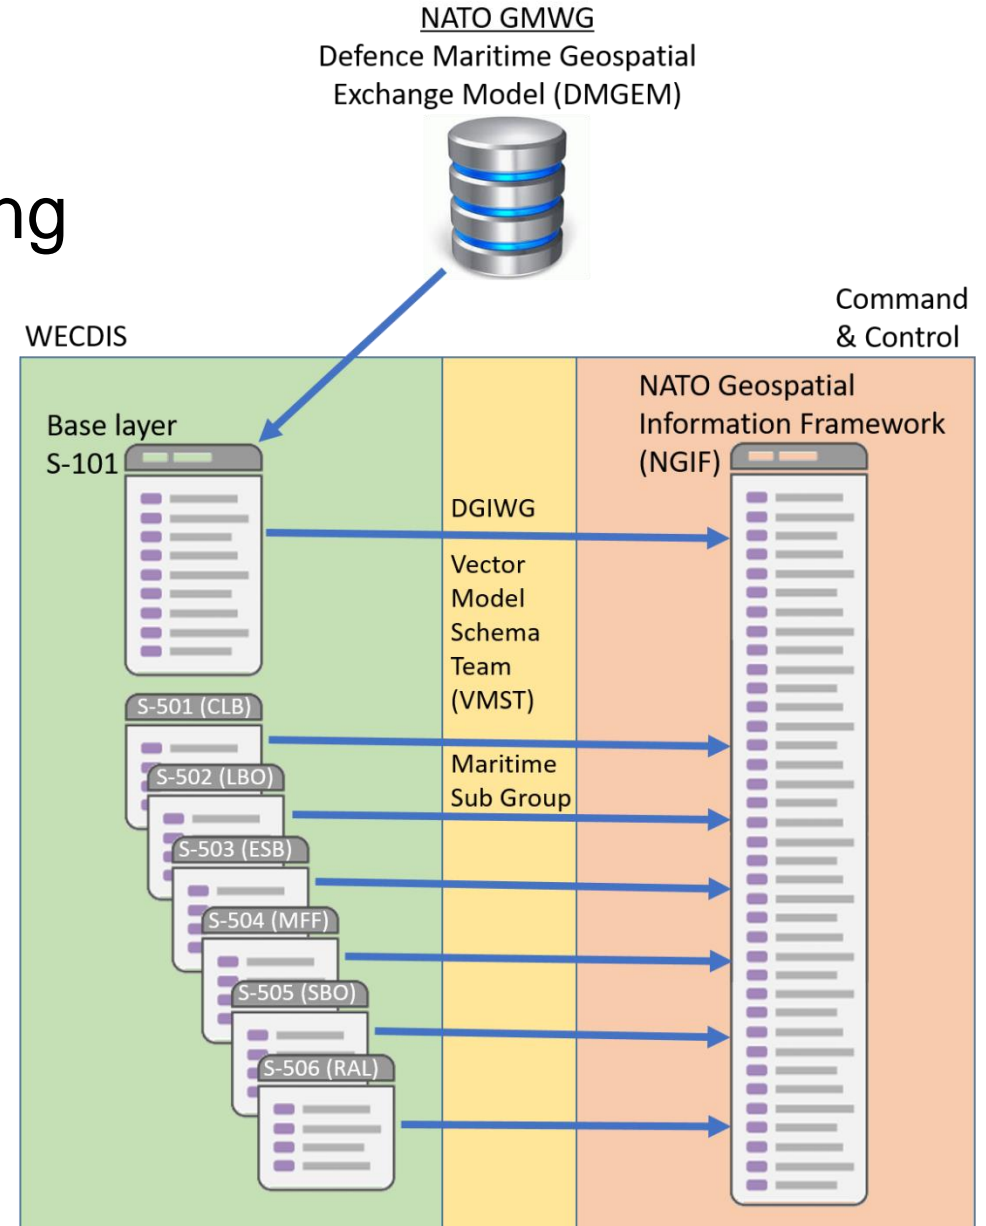 NATO GMWG
Defence Maritime Geospatial
Exchange Model (DMGEM)
ng
WECDIS
Command
& Control
Base layer
S-101
NATO Geospatial
Information Framework
(NGIF)
DGIWG
Vector
Model
Schema
Team
(VMST)
Maritime
Sub Group
S-501 (CLB)
S-502 (LBO)
S-503 (ESB)
S-504 (MFF)
S-505 (SBO)
S-506 (RAL)